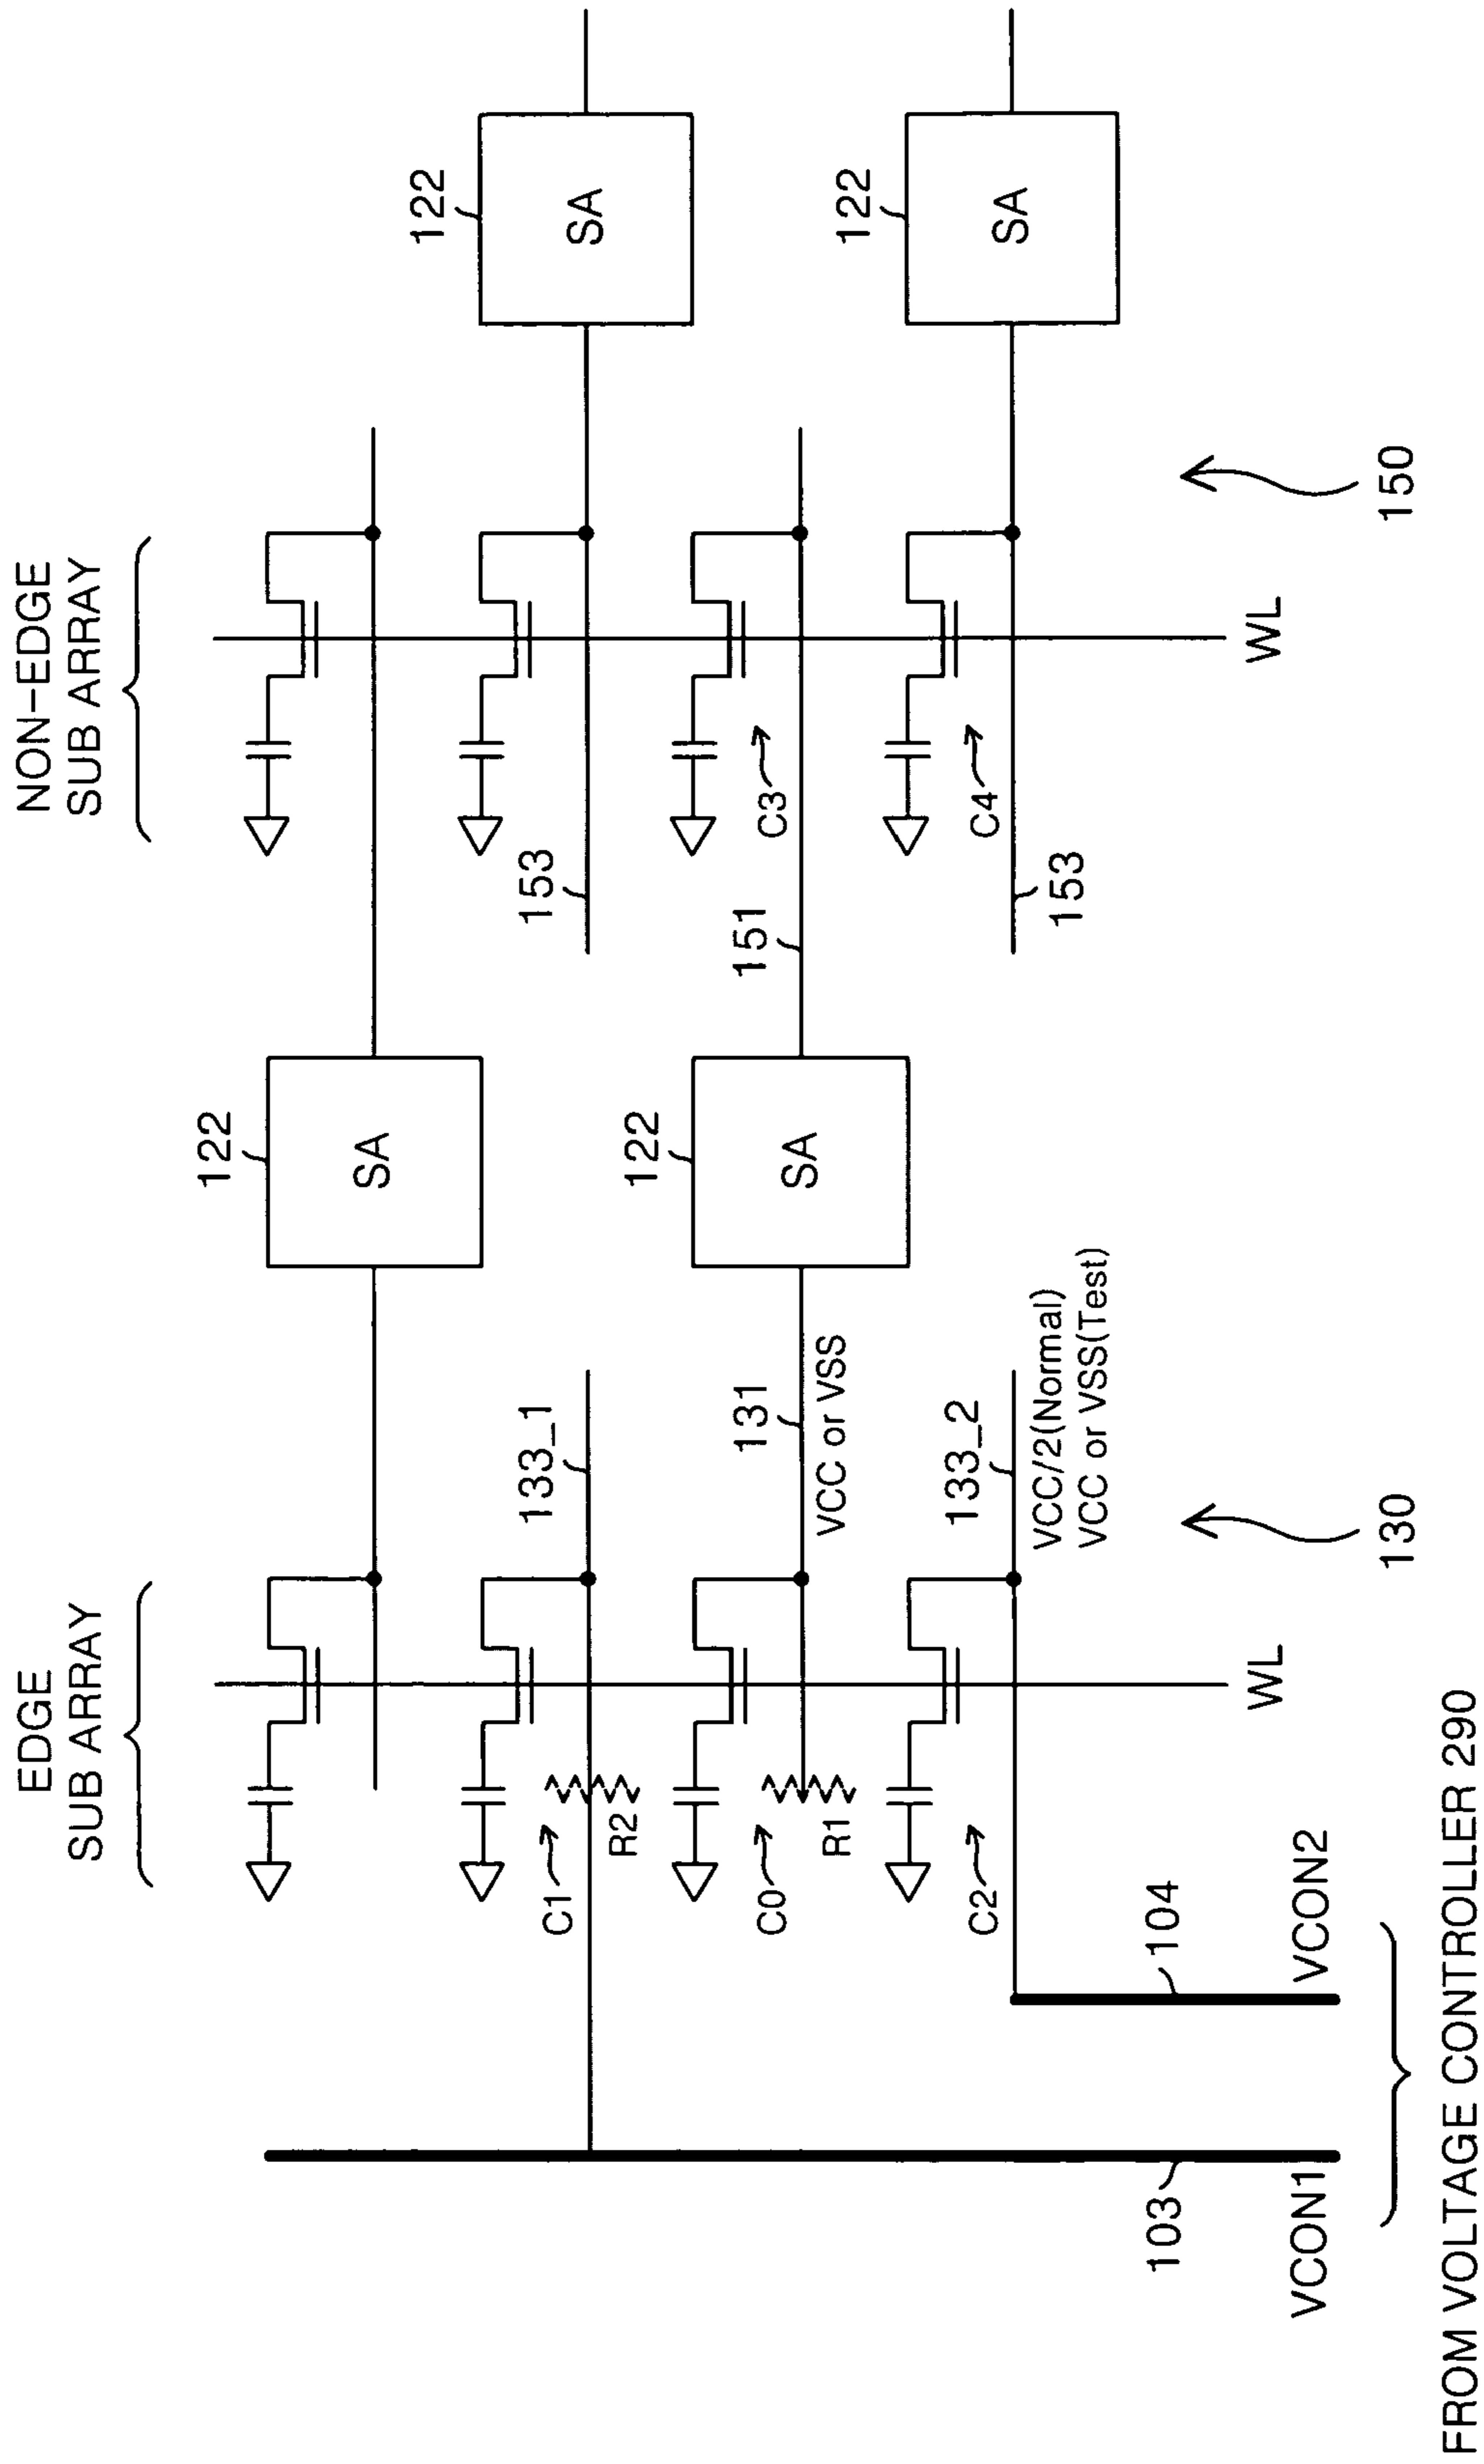 EDGE
SUB ARRAY
NON-EDGE
SUB ARRAY
122
SA
122
SA
133_1
153
C1
R2
131
VCC or VSS
122
SA
151
C3
C0
R1
122
SA
133_2
VCC/2(Normal)
VCC or VSS(Test)
C2
C4
153
103
104
VCON1
VCON2
WL
WL
130
150
FROM VOLTAGE CONTROLLER 290